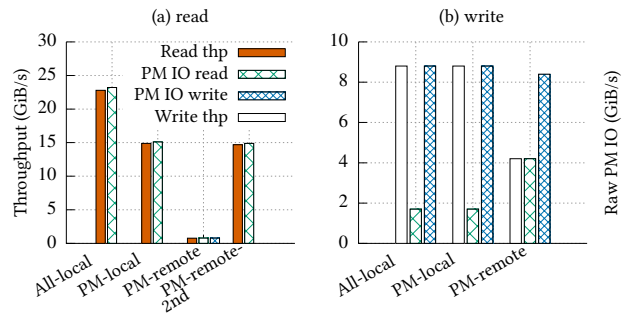 (a) read
Throughput (GiB/s)
30
25
20
15
10
5
0
Read thp
PM IO read
PM IO write
Write thp
All-local
PM-local
PM-remote
PM-remote-
2nd
(b) write
10
8
6
4
2
0
Raw PM IO (GiB/s)
All-local
PM-local
PM-remote